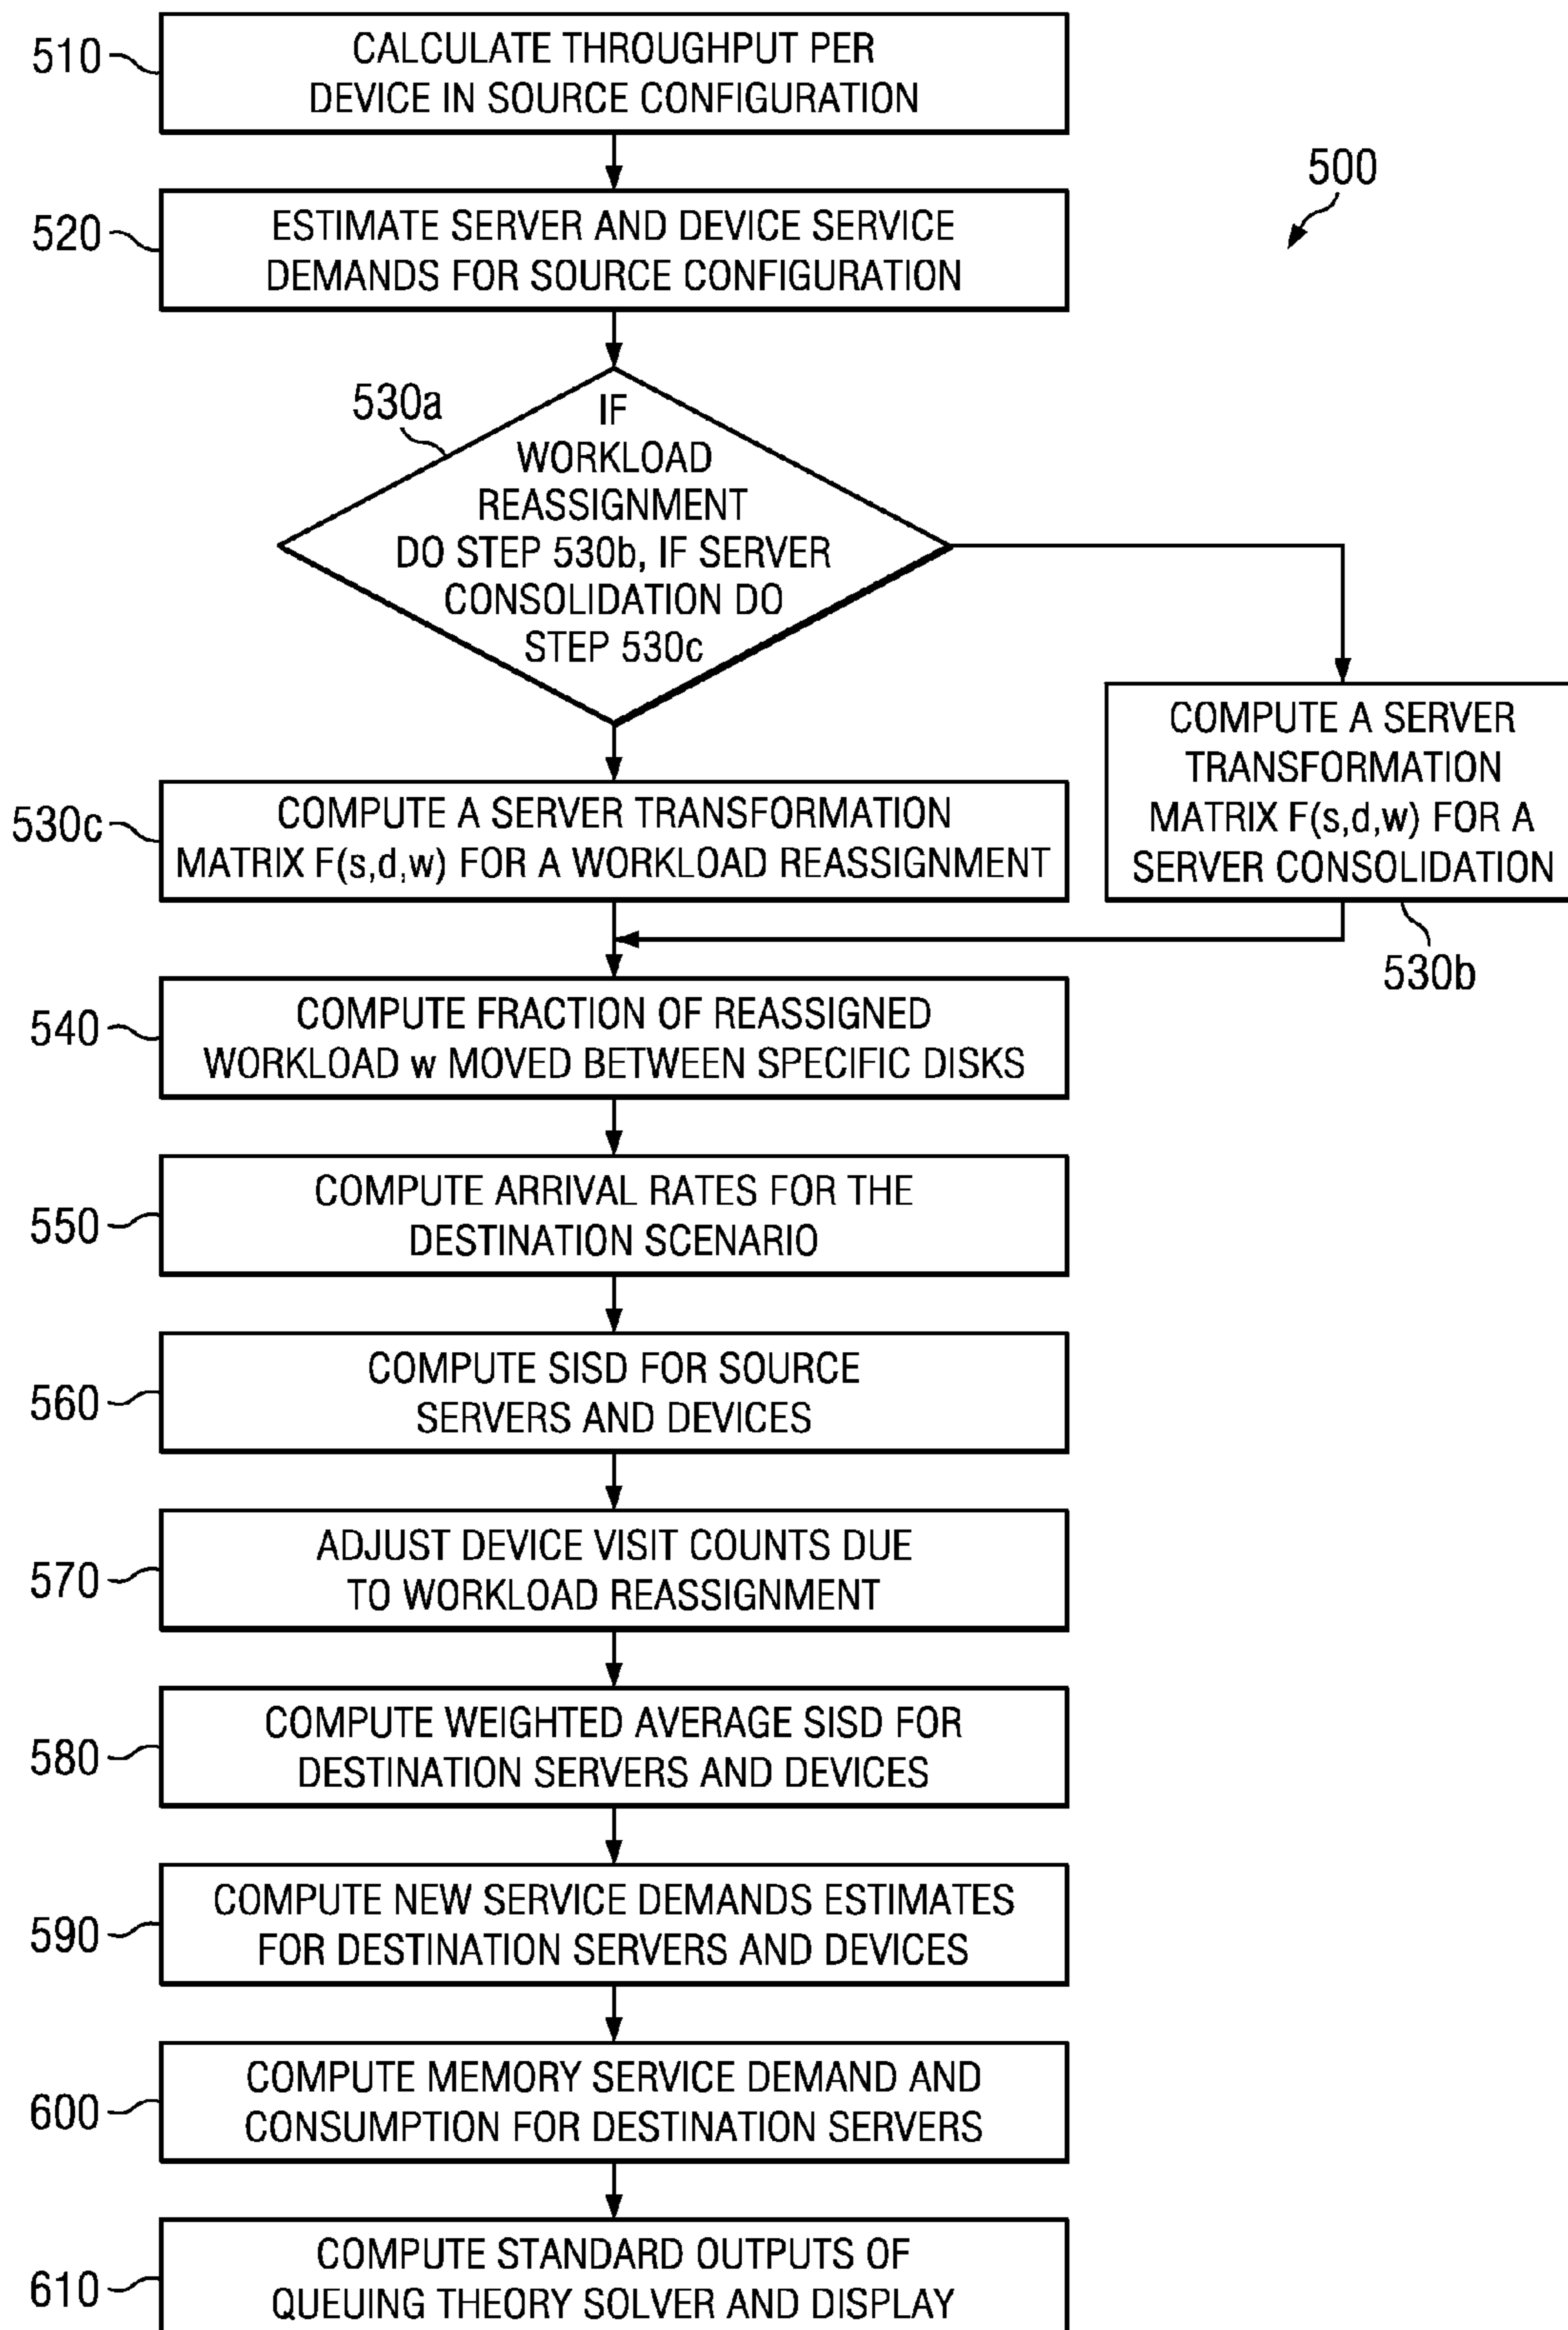 510
CALCULATE THROUGHPUT PER
DEVICE IN SOURCE CONFIGURATION
500
520
ESTIMATE SERVER AND DEVICE SERVICE
DEMANDS FOR SOURCE CONFIGURATION
530a
IF
WORKLOAD
REASSIGNMENT
DO STEP 530b, IF SERVER
CONSOLIDATION DO
STEP 530c
COMPUTE A SERVER
TRANSFORMATION
MATRIX F(s,d,w) FOR A
SERVER CONSOLIDATION
530b
530c
COMPUTE A SERVER TRANSFORMATION
MATRIX F(s,d,w) FOR A WORKLOAD REASSIGNMENT
540
COMPUTE FRACTION OF REASSIGNED
WORKLOAD w MOVED BETWEEN SPECIFIC DISKS
550
COMPUTE ARRIVAL RATES FOR THE
DESTINATION SCENARIO
560
COMPUTE SISD FOR SOURCE
SERVERS AND DEVICES
570
ADJUST DEVICE VISIT COUNTS DUE
TO WORKLOAD REASSIGNMENT
580
COMPUTE WEIGHTED AVERAGE SISD FOR
DESTINATION SERVERS AND DEVICES
590
COMPUTE NEW SERVICE DEMANDS ESTIMATES
FOR DESTINATION SERVERS AND DEVICES
600
COMPUTE MEMORY SERVICE DEMAND AND
CONSUMPTION FOR DESTINATION SERVERS
610
COMPUTE STANDARD OUTPUTS OF
QUEUING THEORY SOLVER AND DISPLAY